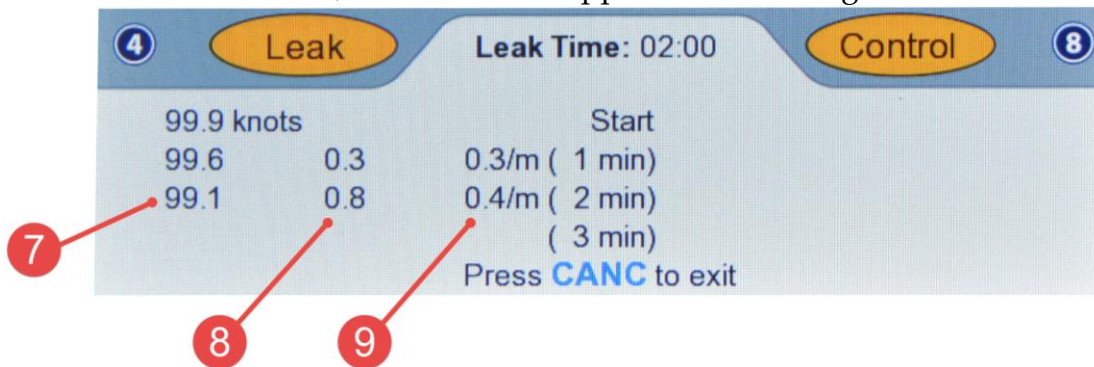 4 Leak Leak Time: 02:00 Control 8
99.9 knots Start
99.6 0.3 0.3/m ( 1 min)
99.1 0.8 0.4/m ( 2 min)
( 3 min)
Press CANC to exit
7
8 9